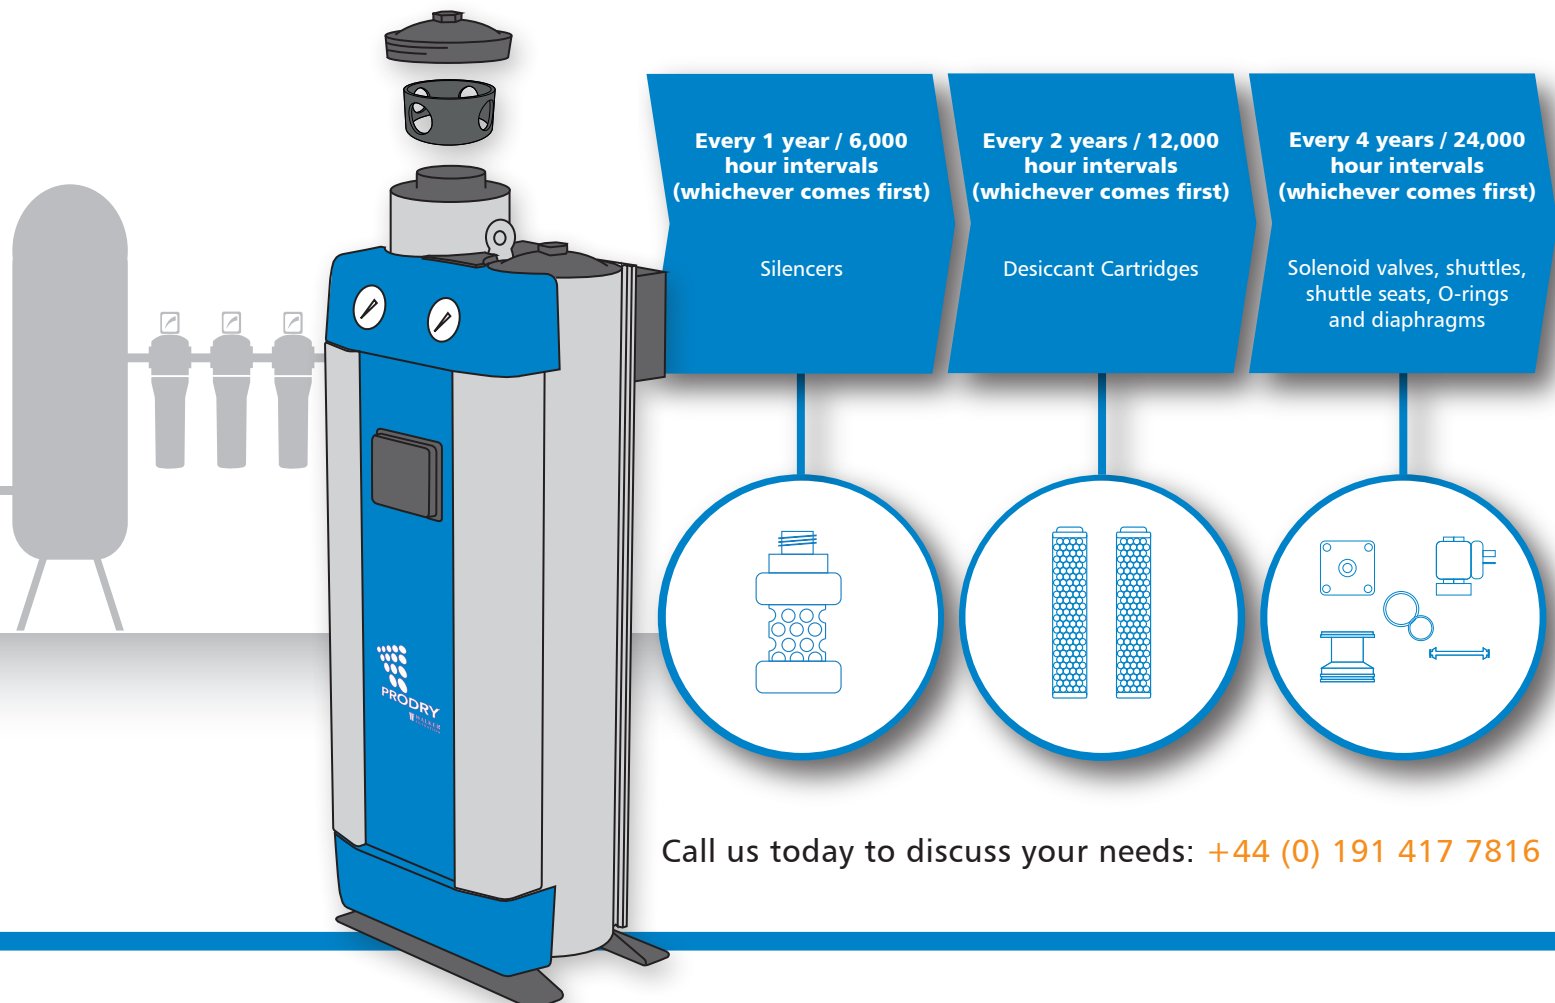 Every 1 year / 6,000
hour intervals
(whichever comes first)
Silencers
Every 2 years / 12,000
hour intervals
(whichever comes first)
Desiccant Cartridges
Every 4 years / 24,000
hour intervals
(whichever comes first)
Solenoid valves, shuttles,
shuttle seats, O-rings
and diaphragms
PRODRY
WALKER
Call us today to discuss your needs: +44 (0) 191 417 7816